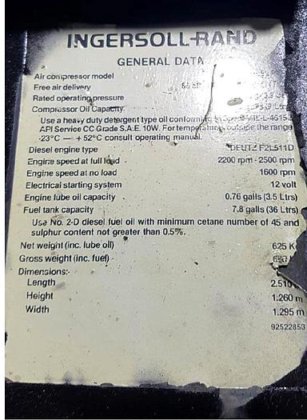 INGERSOLL-RAND
GENERAL DATA
Air compressor model
Free air delivery
Rated operating pressure
Compressor Oil Capacity
Use a heavy duty detergent type oil conforming to
API Service CC Grade S.A.E. 10W. For temperatures outside the range
-23°C — + 52°C consult operating manual.
Diesel engine type DEUTZ F2L511D
Engine speed at full load 2200 rpm - 2500 rpm
Engine speed at no load 1600 rpm
Electrical starting system 12 volt
Engine lube oil capacity 0.76 galls (3.5 Ltrs)
Fuel tank capacity 7.8 galls (36 Ltrs)
Use No. 2-D diesel fuel oil with minimum cetane number of 45 and
sulphur content not greater than 0.5%.
Net weight (inc. lube oil) 625 K
Gross weight (inc. fuel)
Dimensions:-
Length 2.510
Height 1.260 m
Width 1.295 m
92522853